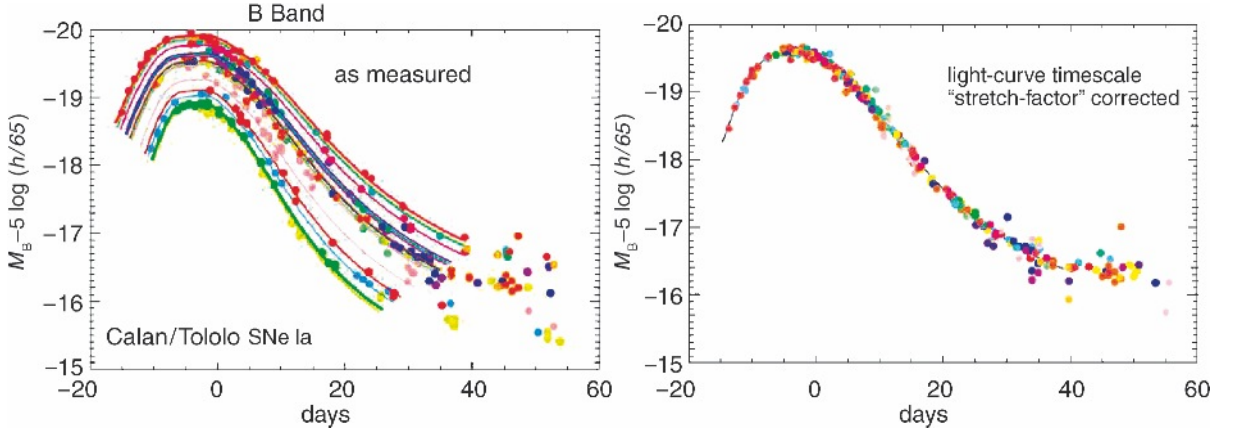 B Band
−20
−19
−18
−17
−16
−15
M_B−5 log (h/65)
as measured
Calan/Tololo SNe Ia
−20 0 20 40 60
days
−20
−19
−18
−17
−16
−15
M_B−5 log (h/65)
light-curve timescale
“stretch-factor” corrected
−20 0 20 40 60
days